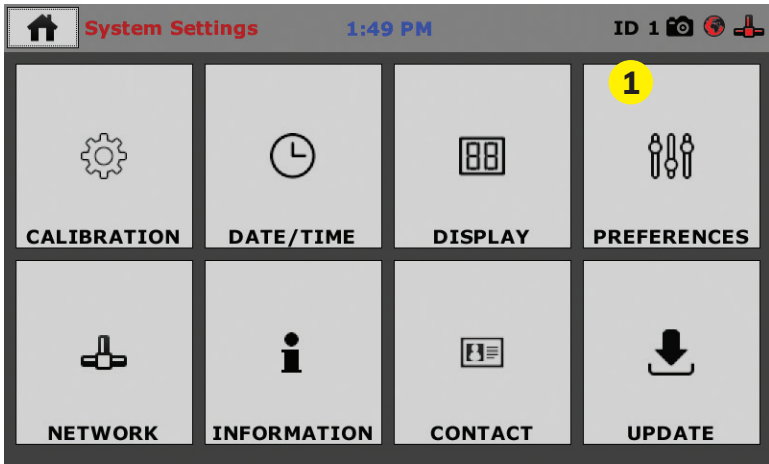 System Settings 1:49 PM ID 1
1
CALIBRATION DATE/TIME DISPLAY PREFERENCES
NETWORK INFORMATION CONTACT UPDATE